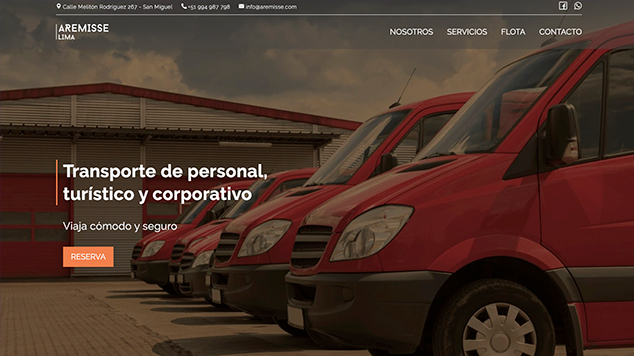 Calle Melitón Rodriguez 267 - San Miguel +51 994 987 798 info@aremisse.com
AREMISSE
LIMA
NOSOTROS SERVICIOS FLOTA CONTACTO
Transporte de personal,
turístico y corporativo
Viaja cómodo y seguro
RESERVA